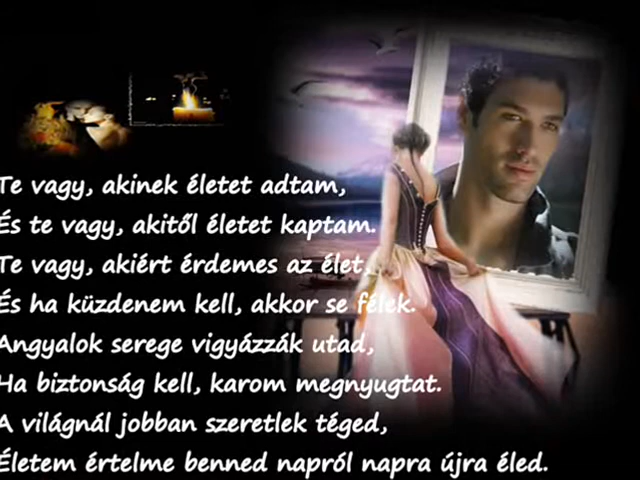 Te vagy, akinek életet adtam,
És te vagy, akitől életet kaptam.
Te vagy, akiért érdemes az élet,
És ha küzdenem kell, akkor se félek.
Angyalok serege vigyázzák utad,
Ha biztonság kell, karom megnyugtat.
A világnál jobban szeretlek téged,
Életem értelme benned napról napra újra éled.